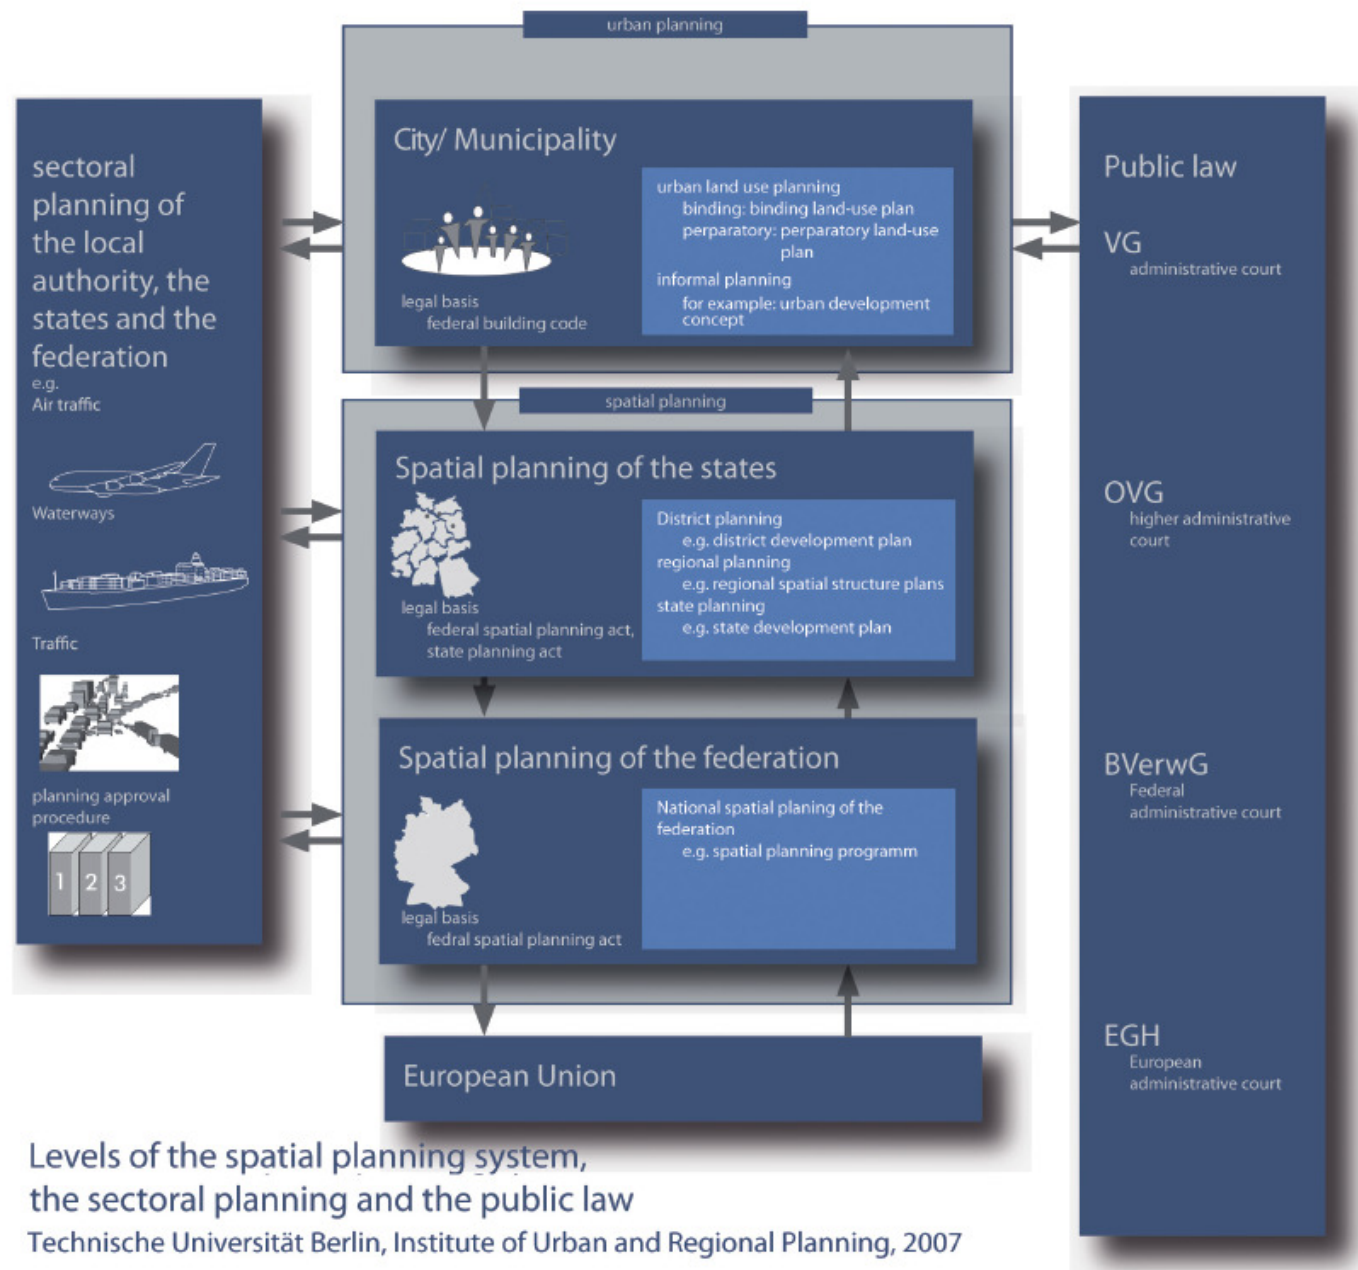 urban planning
sectoral
planning of
the local
authority, the
states and the
federation
e.g.
Air traffic
Waterways
Traffic
planning approval
procedure
1 2 3
City/ Municipality
legal basis
federal building code
urban land use planning
binding: binding land-use plan
perparatory: perparatory land-use
plan
informal planning
for example: urban development
concept
spatial planning
Spatial planning of the states
legal basis
federal spatial planning act,
state planning act
District planning
e.g. district development plan
regional planning
e.g. regional spatial structure plans
state planning
e.g. state development plan
Spatial planning of the federation
legal basis
fedral spatial planning act
National spatial planing of the
federation
e.g. spatial planning programm
European Union
Public law
VG
administrative court
OVG
higher administrative
court
BVerwG
Federal
administrative court
EGH
European
administrative court
Levels of the spatial planning system,
the sectoral planning and the public law
Technische Universität Berlin, Institute of Urban and Regional Planning, 2007